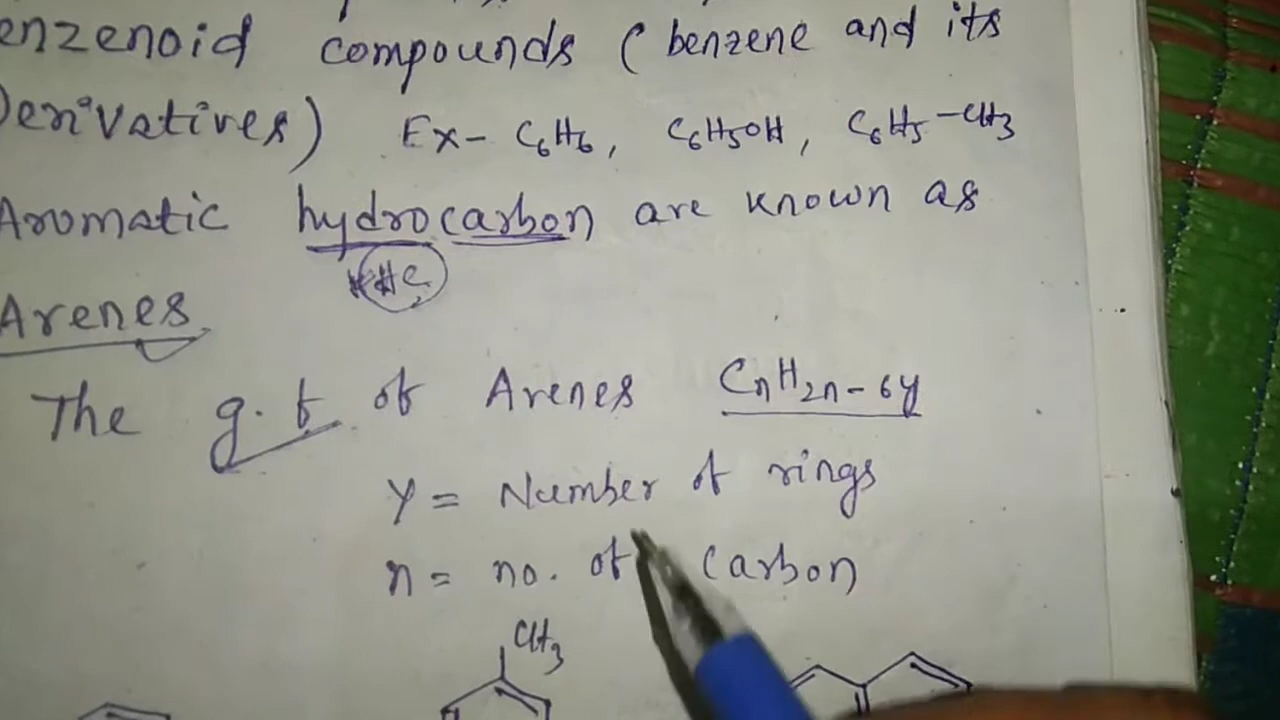 enzenoid compounds (benzene and its
Derivatives) Ex- C6H6, C6H5OH, C6H5-CH3
Aromatic hydrocarbon are known as
HC
Arenes
The g.f of Arenes CnH2n-6y
y = Number of rings
n = no. of carbon
CH3